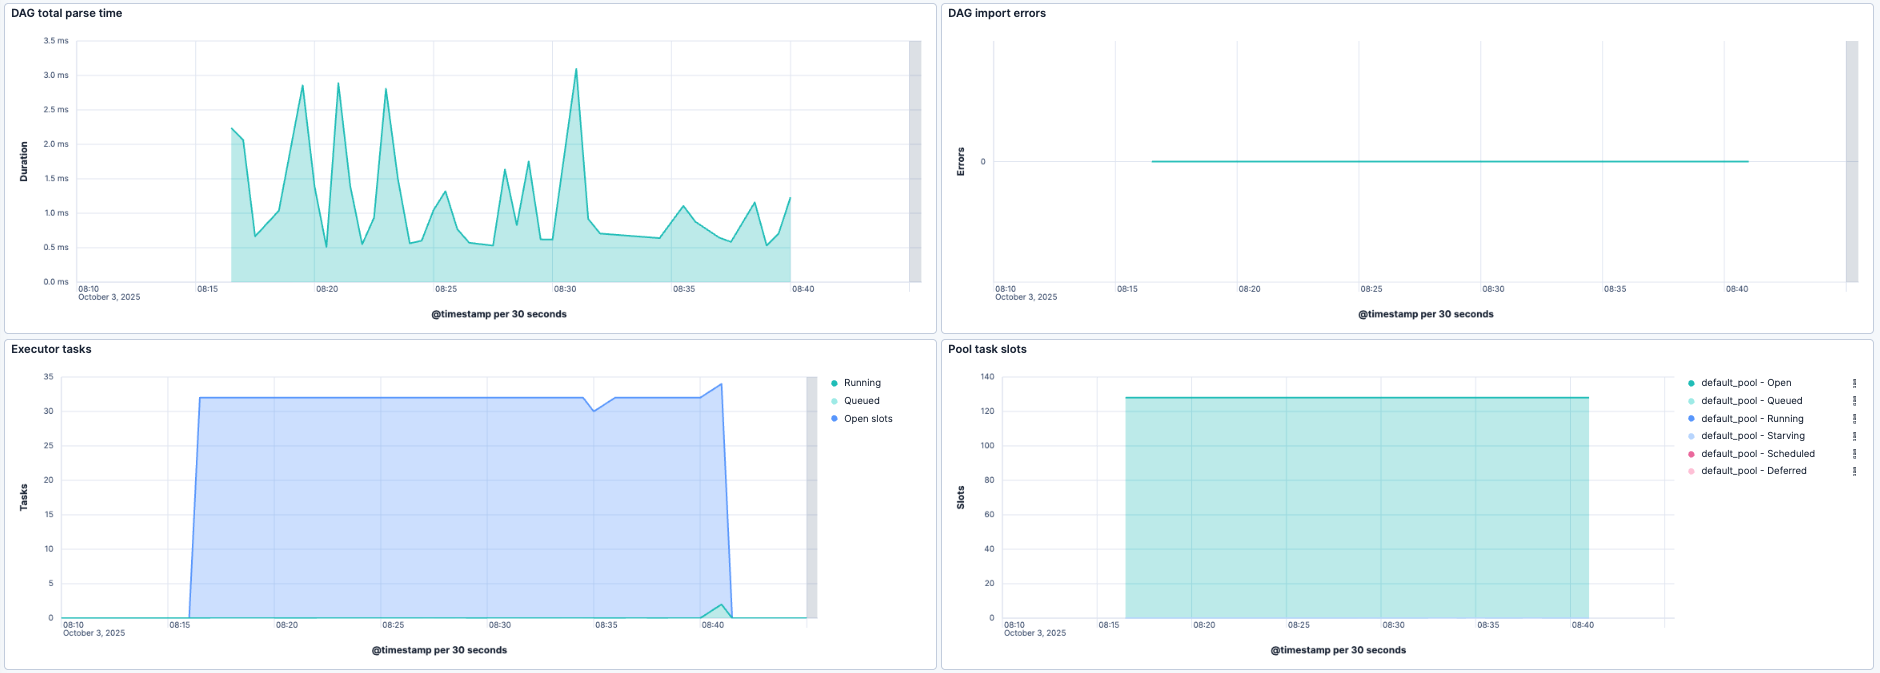 DAG total parse time
3.5 ms
3.0 ms
2.5 ms
2.0 ms
1.5 ms
1.0 ms
0.5 ms
0.0 ms
Duration
08:10 08:15 08:20 08:25 08:30 08:35 08:40
October 3, 2025
@timestamp per 30 seconds
DAG import errors
0
Errors
08:10 08:15 08:20 08:25 08:30 08:35 08:40
October 3, 2025
@timestamp per 30 seconds
Executor tasks
35
30
25
20
15
10
5
0
Tasks
08:10 08:15 08:20 08:25 08:30 08:35 08:40
October 3, 2025
@timestamp per 30 seconds
Running
Queued
Open slots
Pool task slots
140
120
100
80
60
40
20
0
Slots
08:10 08:15 08:20 08:25 08:30 08:35 08:40
October 3, 2025
@timestamp per 30 seconds
default_pool - Open
default_pool - Queued
default_pool - Running
default_pool - Starving
default_pool - Scheduled
default_pool - Deferred